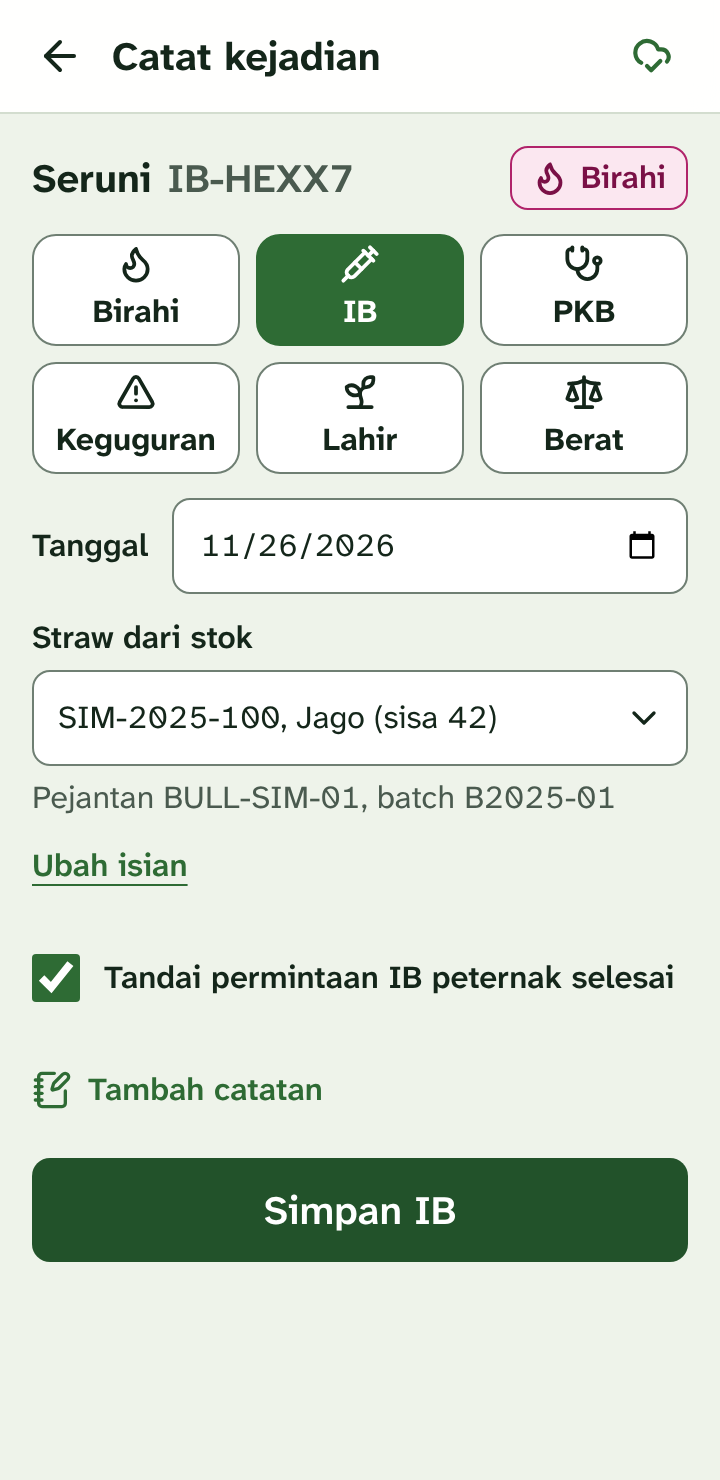 Catat kejadian
Seruni IB-HEXX7
Birahi
Birahi
IB
PKB
Keguguran
Lahir
Berat
Tanggal
11/26/2026
Straw dari stok
SIM-2025-100, Jago (sisa 42)
Pejantan BULL-SIM-01, batch B2025-01
Ubah isian
Tandai permintaan IB peternak selesai
Tambah catatan
Simpan IB